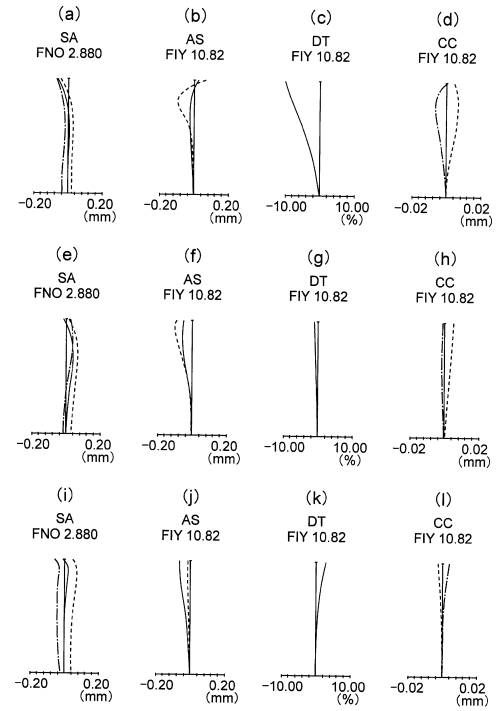 (a) (b) (c) (d)
SA AS DT CC
FNO 2.880 FIY 10.82 FIY 10.82 FIY 10.82
-0.20 0.20 -0.20 0.20 -10.00 10.00 -0.02 0.02
(mm) (mm) (%) (mm)
(e) (f) (g) (h)
SA AS DT CC
FNO 2.880 FIY 10.82 FIY 10.82 FIY 10.82
-0.20 0.20 -0.20 0.20 -10.00 10.00 -0.02 0.02
(mm) (mm) (%) (mm)
(i) (j) (k) (l)
SA AS DT CC
FNO 2.880 FIY 10.82 FIY 10.82 FIY 10.82
-0.20 0.20 -0.20 0.20 -10.00 10.00 -0.02 0.02
(mm) (mm) (%) (mm)